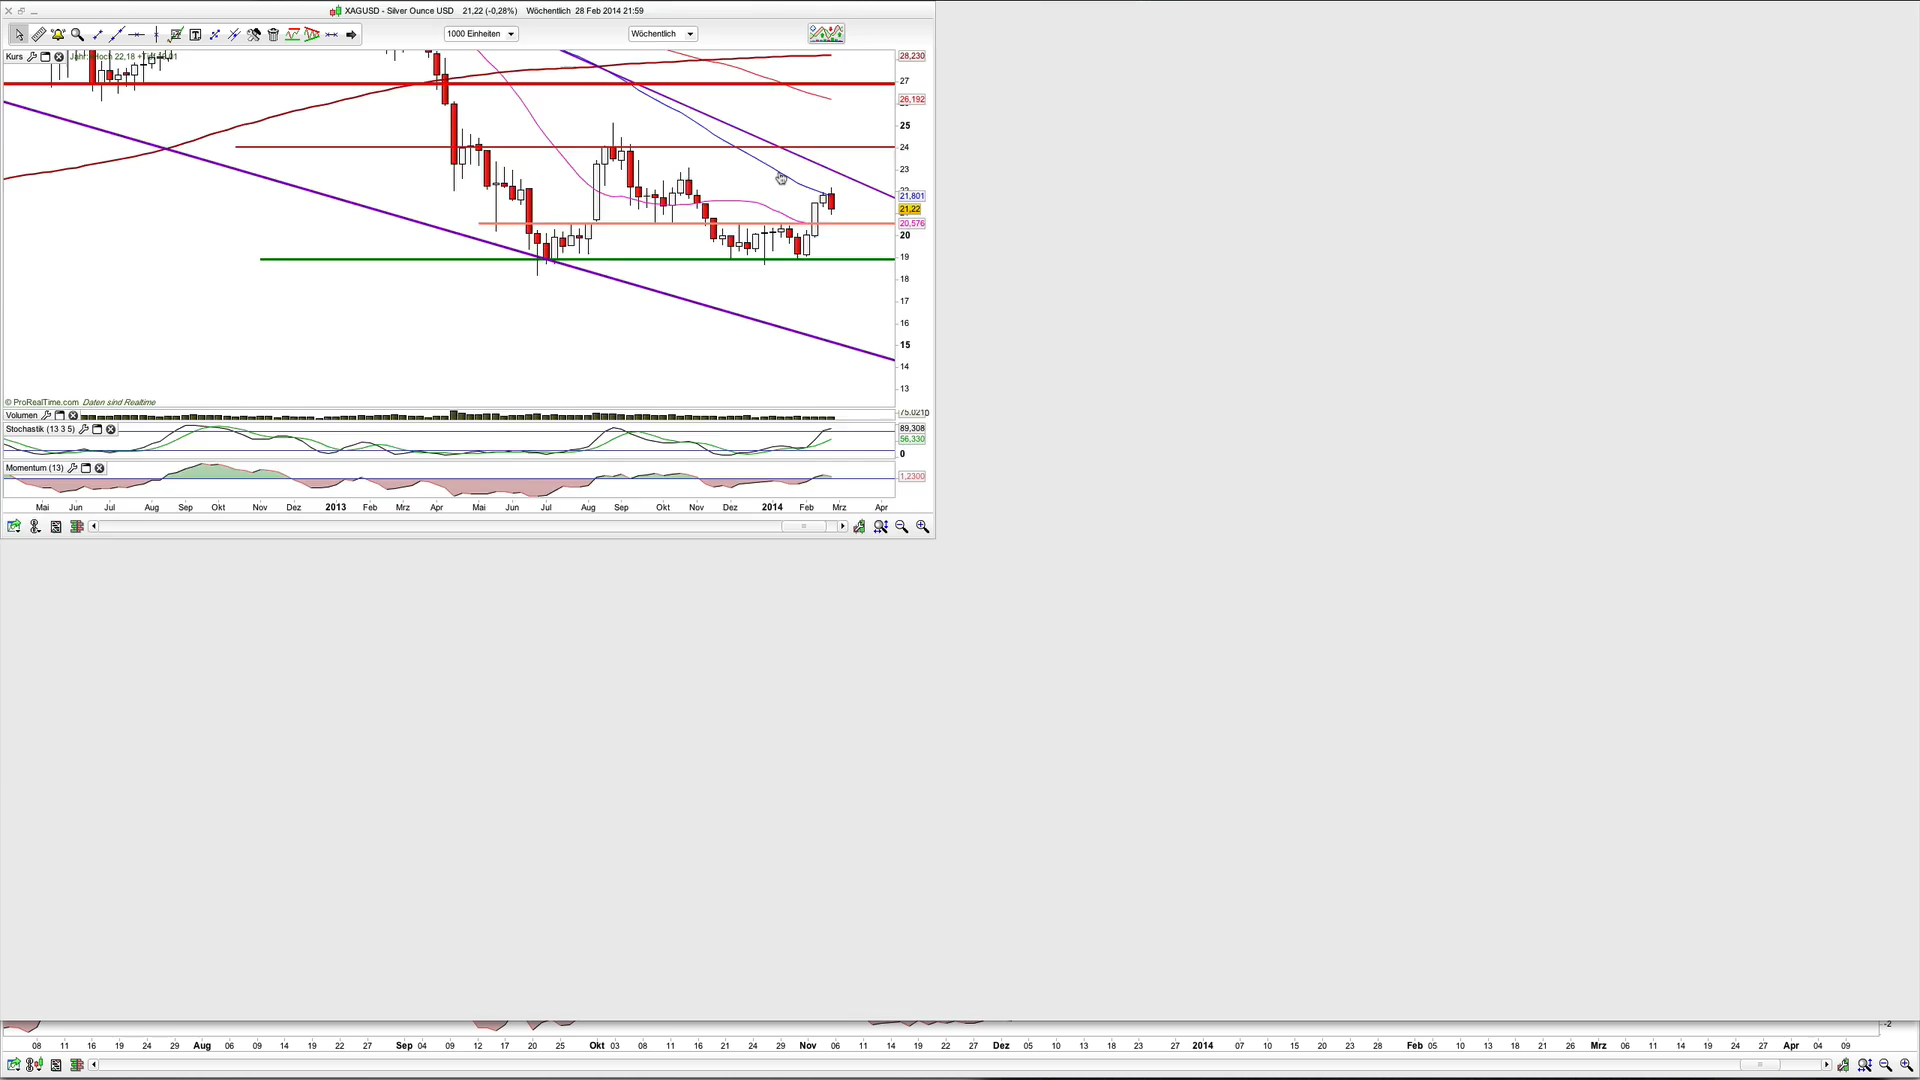 XAGUSD - Silver Ounce USD 21,22 (-0,28%) Wöchentlich 28 Feb 2014 21:59
1000 Einheiten
Wöchentlich
Kurs
28,230
27
26,192
25
24
23
22
21,801
21,22
20,576
20
19
18
17
16
15
14
13
© ProRealTime.com Daten sind Realtime
Volumen
Stochastik (13 3 5)
89,308
56,330
0
Momentum (13)
1,2300
Mai Jun Jul Aug Sep Okt Nov Dez 2013 Feb Mrz Apr Mai Jun Jul Aug Sep Okt Nov Dez 2014 Feb Mrz Apr
-2
08 11 16 19 24 29 Aug 06 09 14 19 22 27 Sep 04 09 12 17 20 25 Okt 03 08 11 16 21 24 29 Nov 06 11 14 19 22 27 Dez 05 10 13 18 23 27 2014 07 10 15 20 23 28 Feb 05 10 13 18 21 26 Mrz 06 11 14 19 24 27 Apr 04 09